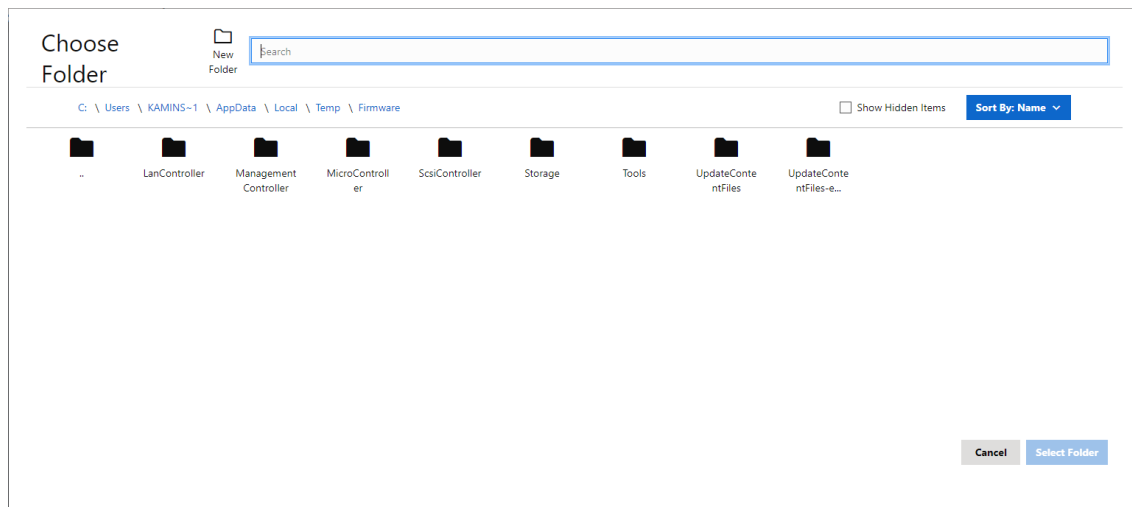 Choose
Folder
New
Folder
Search
C: \ Users \ KAMINS~1 \ AppData \ Local \ Temp \ Firmware
Show Hidden Items
Sort By: Name
..
LanController
Management
Controller
MicroControll
er
ScsiController
Storage
Tools
UpdateConte
ntFiles
UpdateConte
ntFiles-e...
Cancel
Select Folder